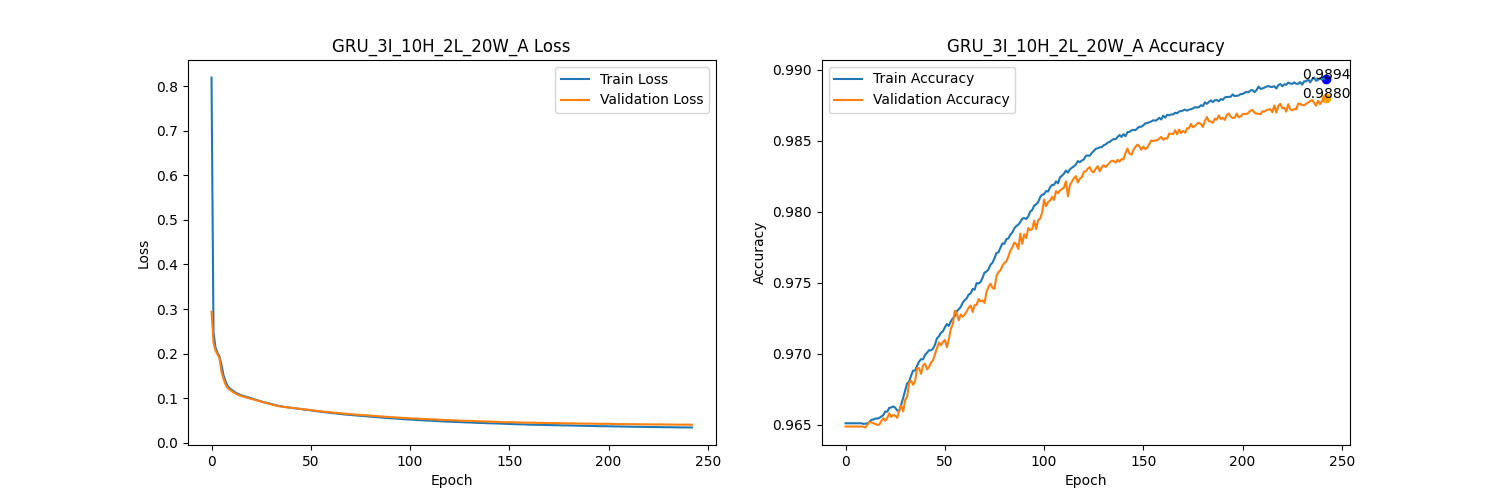 GRU_3I_10H_2L_20W_A Loss
Train Loss
Validation Loss
0.8
0.7
0.6
0.5
0.4
0.3
0.2
0.1
0.0
Loss
0
50
100
150
200
250
Epoch
GRU_3I_10H_2L_20W_A Accuracy
Train Accuracy
Validation Accuracy
0.9894
0.9880
0.990
0.985
0.980
0.975
0.970
0.965
Accuracy
0
50
100
150
200
250
Epoch